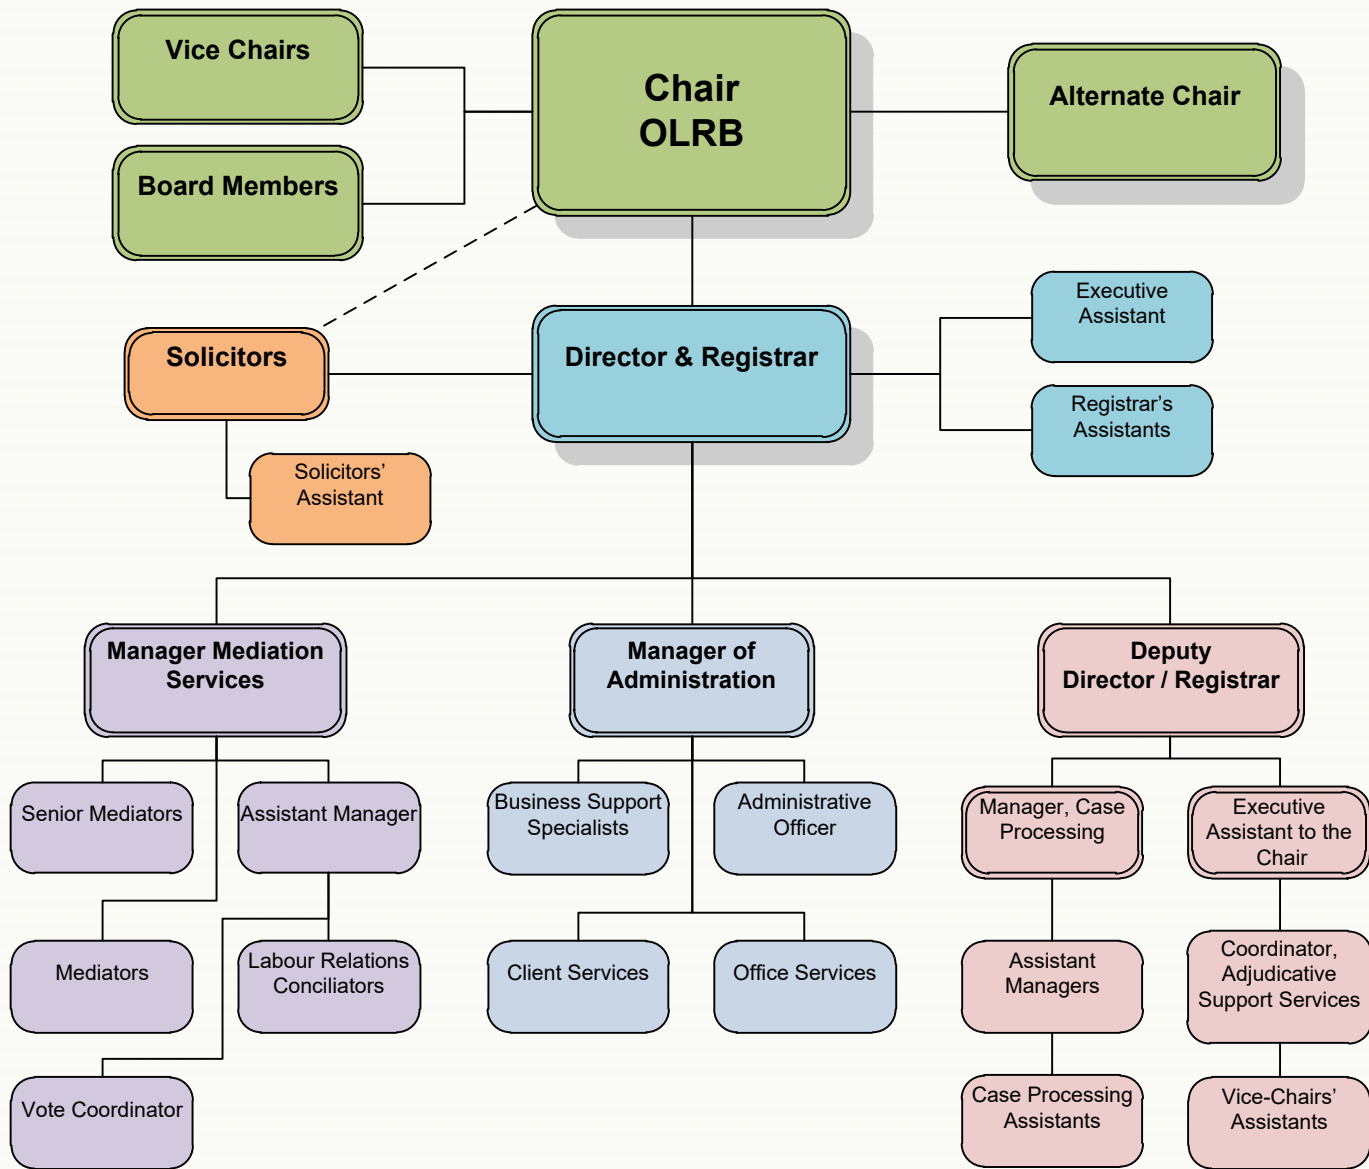 Vice Chairs
Chair
OLRB
Alternate Chair
Board Members
Executive
Assistant
Solicitors
Director & Registrar
Registrar’s
Assistants
Solicitors’
Assistant
Manager Mediation
Services
Manager of
Administration
Deputy
Director / Registrar
Senior Mediators
Assistant Manager
Business Support
Specialists
Administrative
Officer
Manager, Case
Processing
Executive
Assistant to the
Chair
Mediators
Labour Relations
Conciliators
Client Services
Office Services
Assistant
Managers
Coordinator,
Adjudicative
Support Services
Vote Coordinator
Case Processing
Assistants
Vice-Chairs’
Assistants